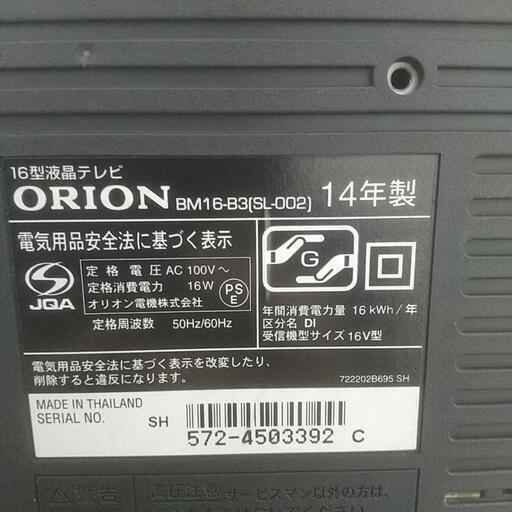 16型液晶テレビ
ORION BM16-B3(SL-002) 14年製
電気用品安全法に基づく表示
JQA
定格電圧 AC 100V～
定格消費電力 16W
オリオン電機株式会社
PS
E
定格周波数 50Hz/60Hz
G
年間消費電力量 16 kWh/年
区分名 DI
受信機型サイズ 16V型
電気用品安全法に基づく表示を改変したり、
削除すると違反になります。
722202B695 SH
MADE IN THAILAND
SERIAL NO.
SH 572-4503392 C
警告
高圧注意
サービスマン以外の方は